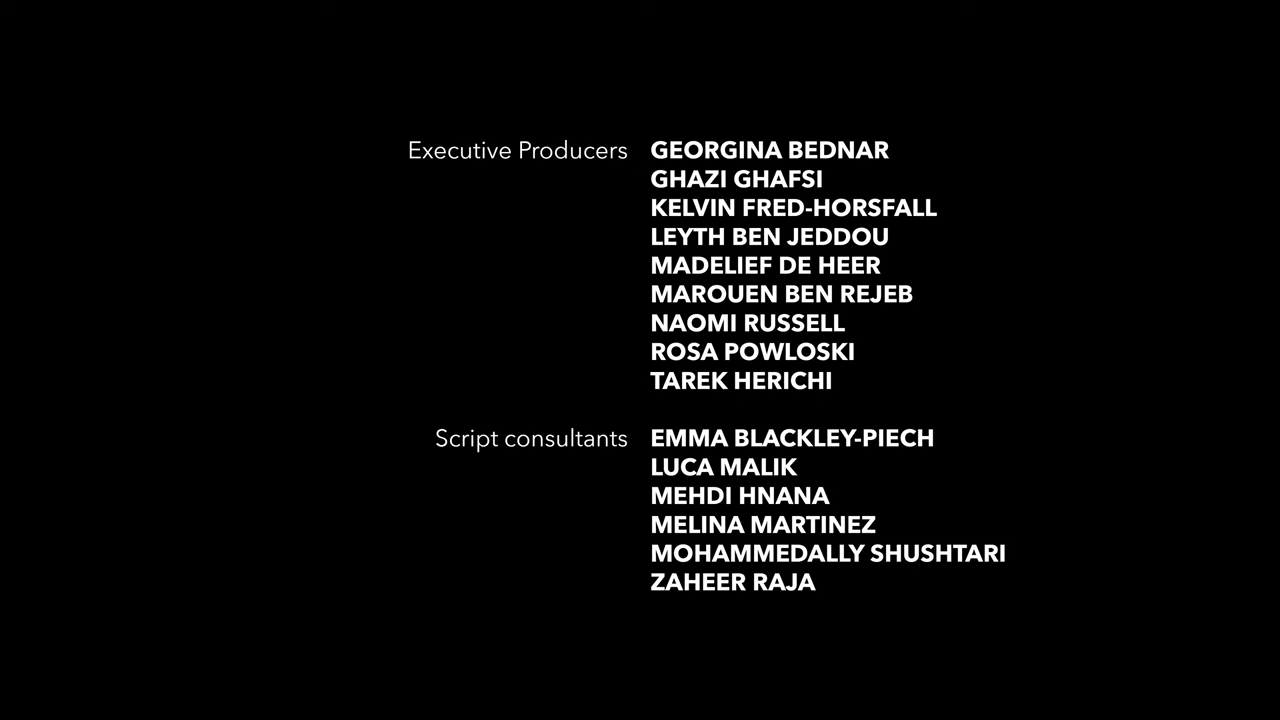 Executive Producers GEORGINA BEDNAR
GHAZI GHAFSI
KELVIN FRED-HORSFALL
LEYTH BEN JEDDOU
MADELIEF DE HEER
MAROUEN BEN REJEB
NAOMI RUSSELL
ROSA POWLOSKI
TAREK HERICHI
Script consultants EMMA BLACKLEY-PIECH
LUCA MALIK
MEHDI HNANA
MELINA MARTINEZ
MOHAMMEDALLY SHUSHTARI
ZAHEER RAJA